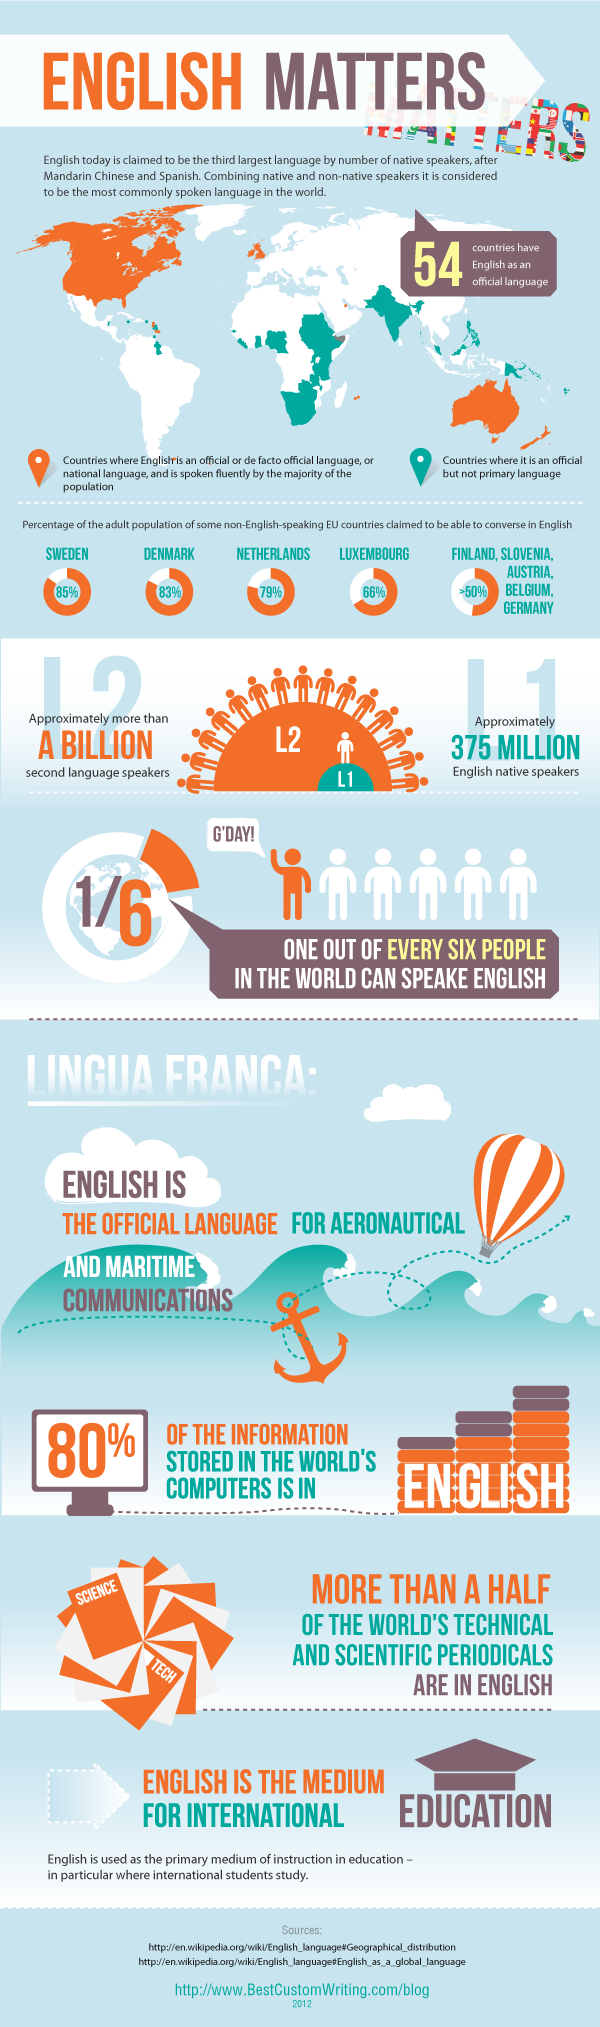 ENGLISH MATTERS
MATTERS
English today is claimed to be the third largest language by number of native speakers, after
Mandarin Chinese and Spanish. Combining native and non-native speakers it is considered
to be the most commonly spoken language in the world.
54
countries have
English as an
official language
Countries where English is an official or de facto official language, or
national language, and is spoken fluently by the majority of the
population
Countries where it is an official
but not primary language
Percentage of the adult population of some non-English-speaking EU countries claimed to be able to converse in English
SWEDEN
85%
DENMARK
83%
NETHERLANDS
79%
LUXEMBOURG
66%
FINLAND, SLOVENIA,
AUSTRIA,
BELGIUM,
GERMANY
>50%
L2
Approximately more than
A BILLION
second language speakers
L2
L1
L1
Approximately
375 MILLION
English native speakers
1/6
G'DAY!
ONE OUT OF EVERY SIX PEOPLE
IN THE WORLD CAN SPEAKE ENGLISH
LINGUA FRANCA:
ENGLISH IS
THE OFFICIAL LANGUAGE FOR AERONAUTICAL
AND MARITIME
COMMUNICATIONS
80%
OF THE INFORMATION
STORED IN THE WORLD'S
COMPUTERS IS IN
ENGLISH
SCIENCE
TECH
MORE THAN A HALF
OF THE WORLD'S TECHNICAL
AND SCIENTIFIC PERIODICALS
ARE IN ENGLISH
ENGLISH IS THE MEDIUM
FOR INTERNATIONAL
EDUCATION
English is used as the primary medium of instruction in education –
in particular where international students study.
Sources:
http://en.wikipedia.org/wiki/English_language#Geographical_distribution
http://en.wikipedia.org/wiki/English_language#English_as_a_global_language
http://www.BestCustomWriting.com/blog
2012